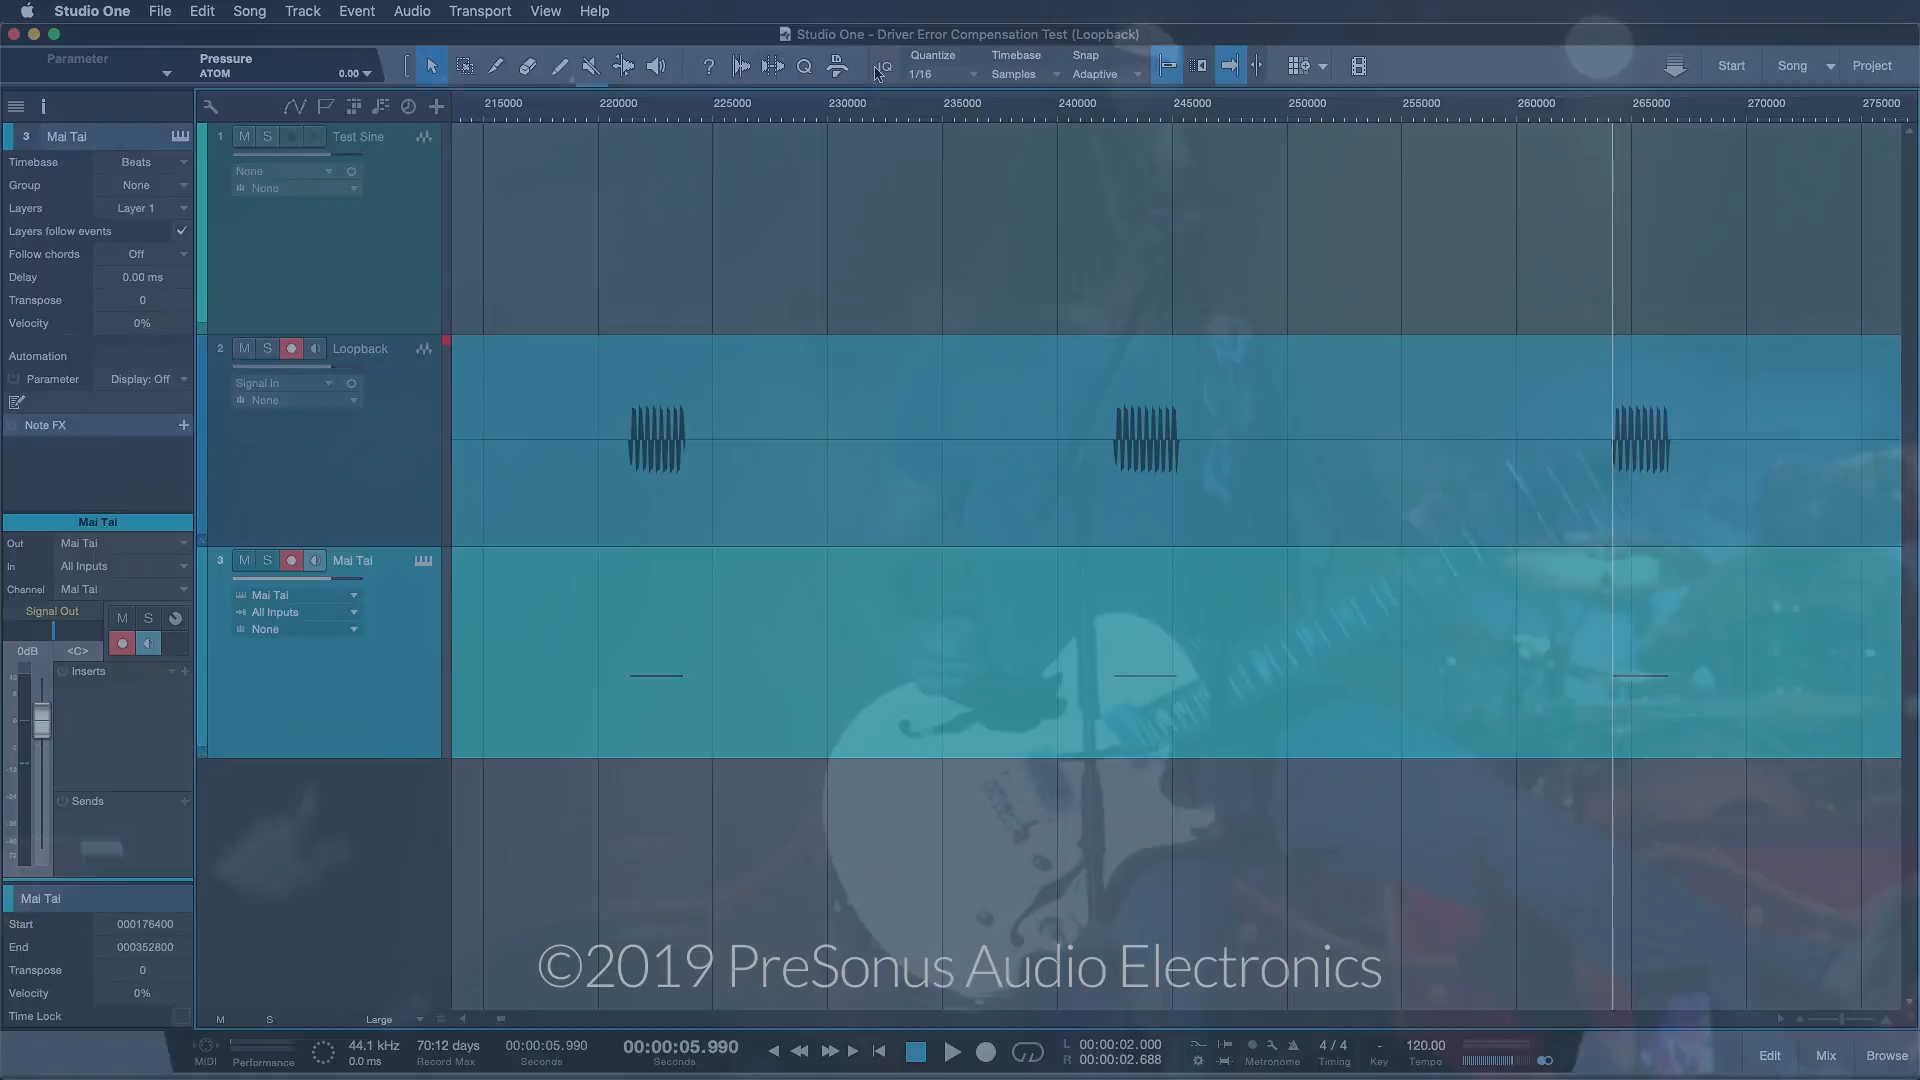 Studio One File Edit Song Track Event Audio Transport View Help
Studio One - Driver Error Compensation Test (Loopback)
Parameter
Pressure
ATOM 0.00
Quantize
1/16
Timebase
Samples
Snap
Adaptive
Start Song Project
215000 220000 225000 230000 235000 240000 245000 250000 255000 260000 265000 270000 275000
3 Mai Tai
Timebase Beats
Group None
Layers Layer 1
Layers follow events
Follow chords Off
Delay 0.00 ms
Transpose 0
Velocity 0%
Automation
Parameter Display: Off
Note FX
Mai Tai
Out Mai Tai
In All Inputs
Channel Mai Tai
Signal Out
M S
0dB <C>
Inserts
Sends
Mai Tai
Start 000176400
End 000352800
Transpose 0
Velocity 0%
Time Lock
1 M S Test Sine
None
None
2 M S Loopback
Signal In
None
3 M S Mai Tai
Mai Tai
All Inputs
None
©2019 PreSonus Audio Electronics
M S Large
MIDI
Performance
44.1 kHz
0.0 ms
70:12 days
Record Max
00:00:05.990
Seconds
00:00:05.990
Seconds
L 00:00:02.000
R 00:00:02.688
Metronome
4 / 4
Timing
-
Key
120.00
Tempo
Edit Mix Browse